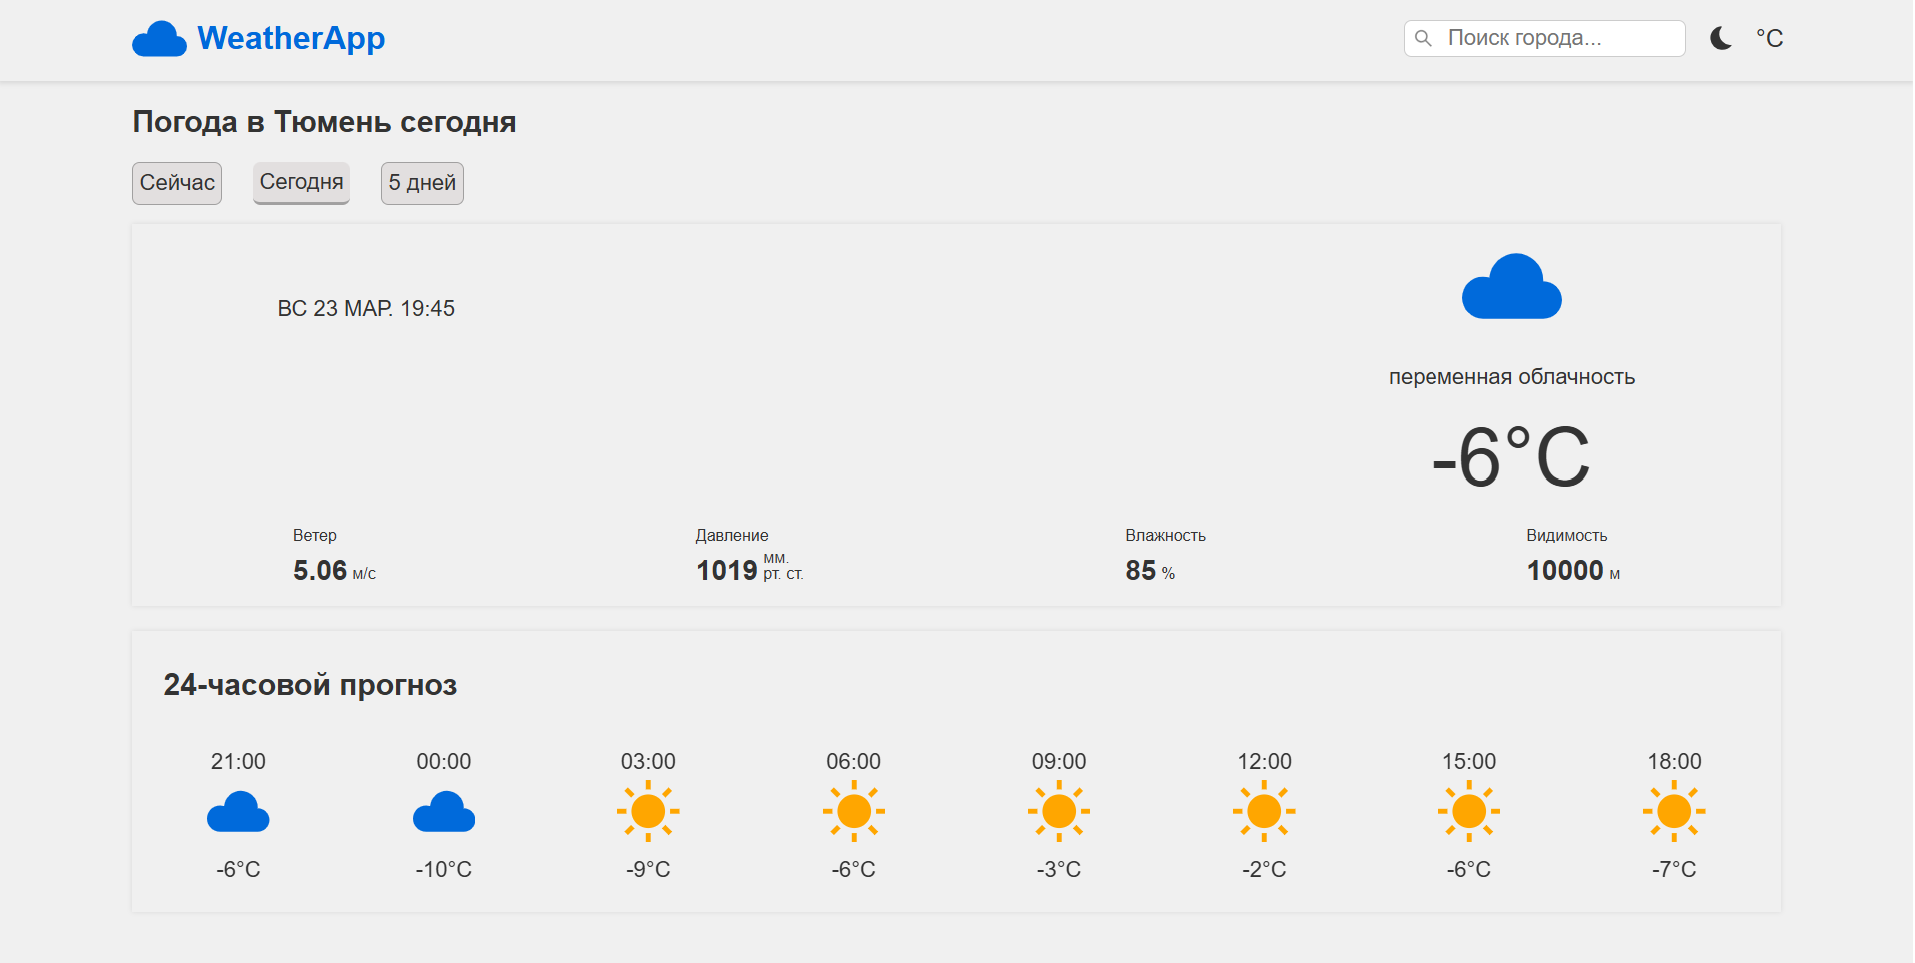 WeatherApp
Поиск города...
°C
Погода в Тюмень сегодня
Сейчас
Сегодня
5 дней
ВС 23 МАР. 19:45
переменная облачность
-6°C
Ветер
5.06 м/с
Давление
1019 мм. рт. ст.
Влажность
85 %
Видимость
10000 м
24-часовой прогноз
21:00 00:00 03:00 06:00 09:00 12:00 15:00 18:00
-6°C -10°C -9°C -6°C -3°C -2°C -6°C -7°C